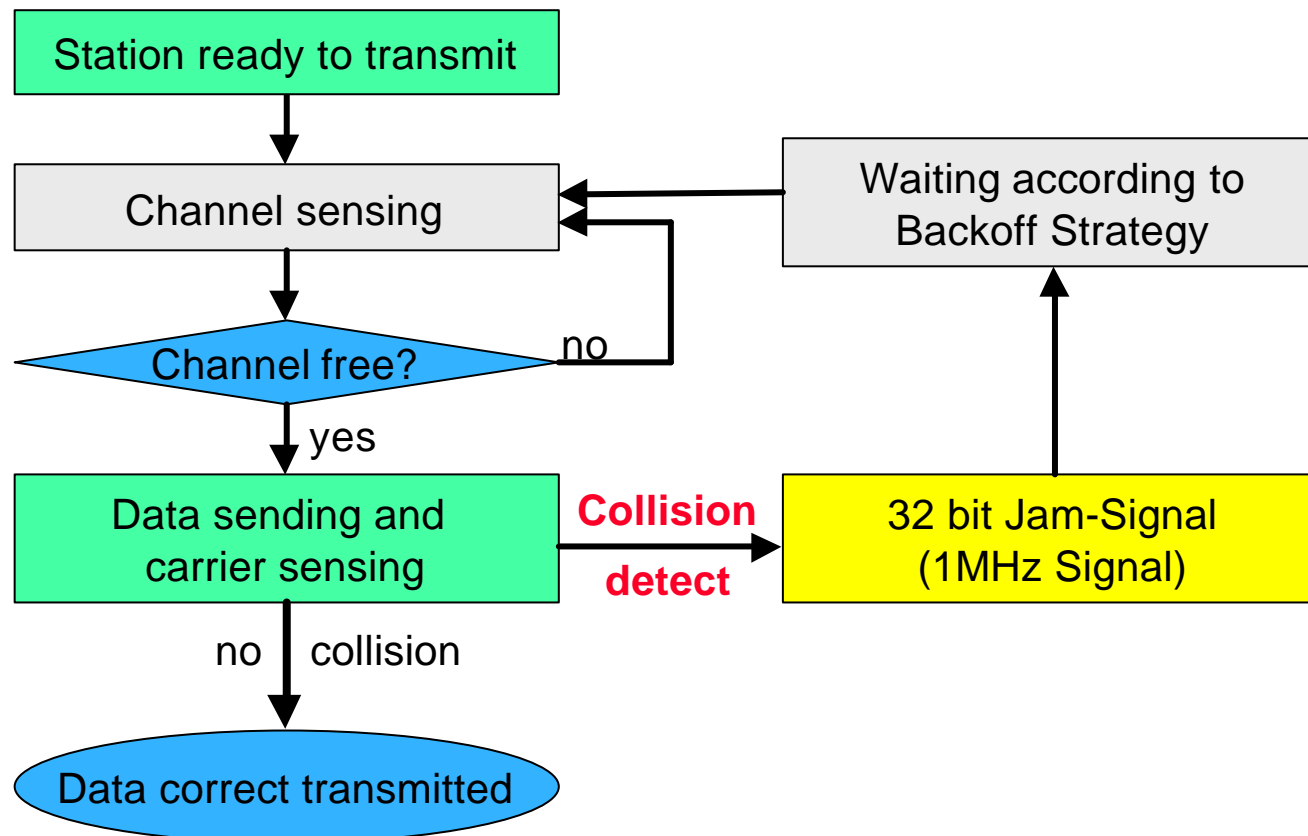 Station ready to transmit
Channel sensing
Waiting according to
Backoff Strategy
Channel free?
no
yes
Data sending and
carrier sensing
Collision
detect
32 bit Jam-Signal
(1MHz Signal)
no collision
Data correct transmitted